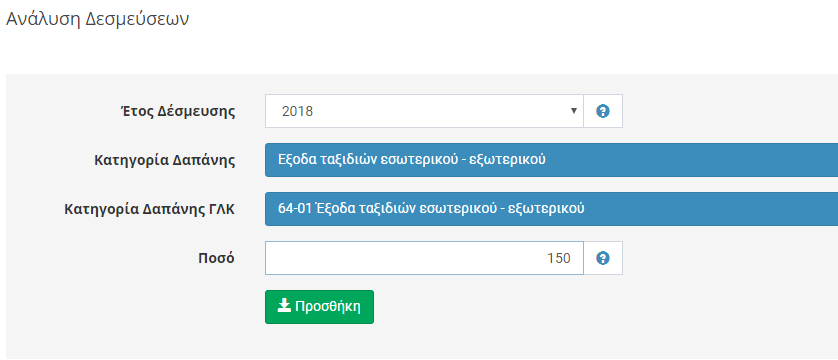 Ανάλυση Δεσμεύσεων
Έτος Δέσμευσης 2018
Κατηγορία Δαπάνης Εξοδα ταξιδιών εσωτερικού - εξωτερικού
Κατηγορία Δαπάνης ΓΛΚ 64-01 Έξοδα ταξιδιών εσωτερικού - εξωτερικού
Ποσό 150
Προσθήκη